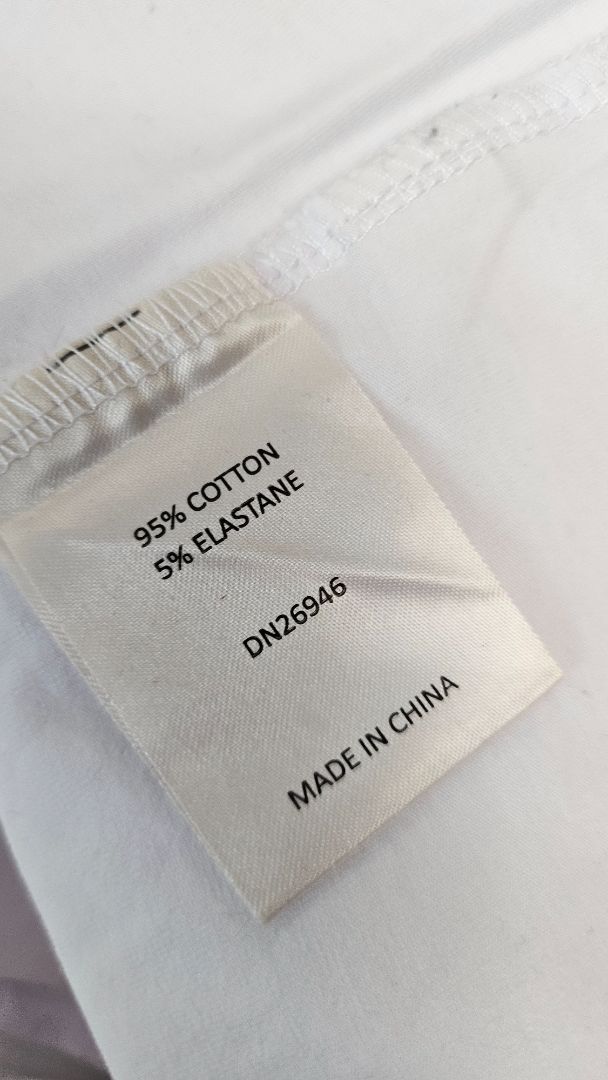 95% COTTON
5% ELASTANE
DN26946
MADE IN CHINA